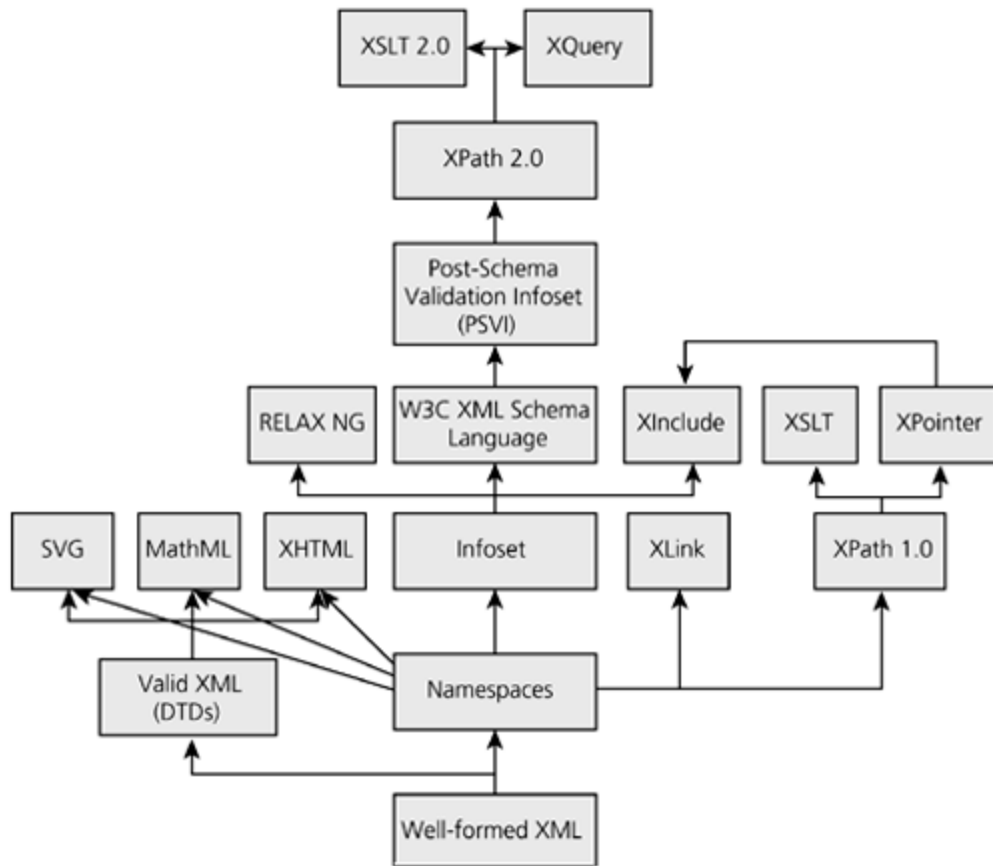 XSLT 2.0
XQuery
XPath 2.0
Post-Schema
Validation Infoset
(PSVI)
RELAX NG
W3C XML Schema
Language
XInclude
XSLT
XPointer
SVG
MathML
XHTML
Infoset
XLink
XPath 1.0
Valid XML
(DTDs)
Namespaces
Well-formed XML